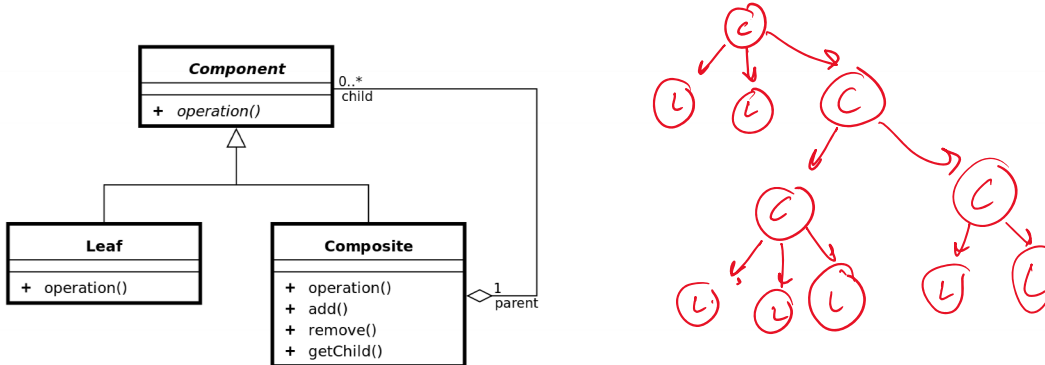 Component
+ operation()
0..*
child
Leaf
+ operation()
Composite
+ operation()
+ add()
+ remove()
+ getChild()
1
parent
C
L L C
C C
L L L L L